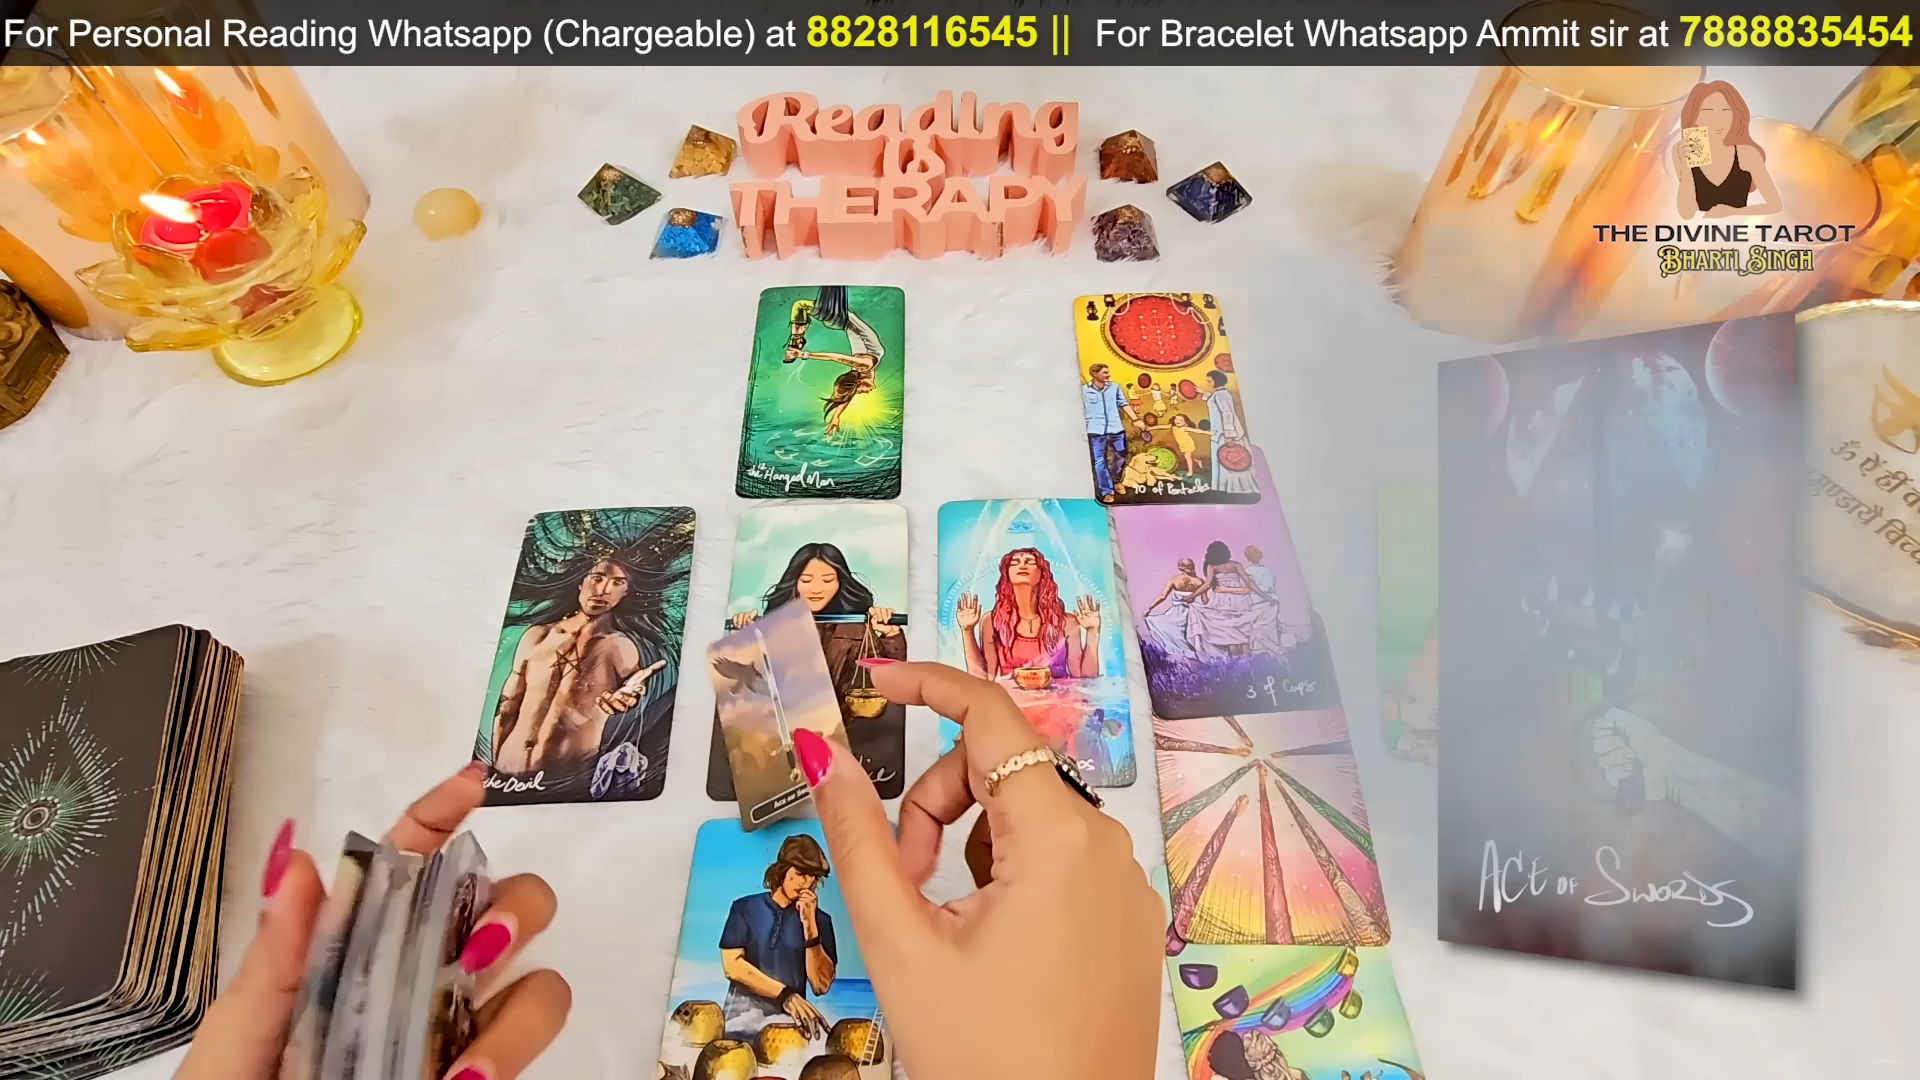 For Personal Reading Whatsapp (Chargeable) at 8828116545 || For Bracelet Whatsapp Ammit sir at 7888835454
Reading
is
THERAPY
THE DIVINE TAROT
BHARTI SINGH
12 the Hanged Man
10 of Pentacles
ॐ ऐं ह्रीं
3 of Cups
the Devil
ACE OF SWORDS